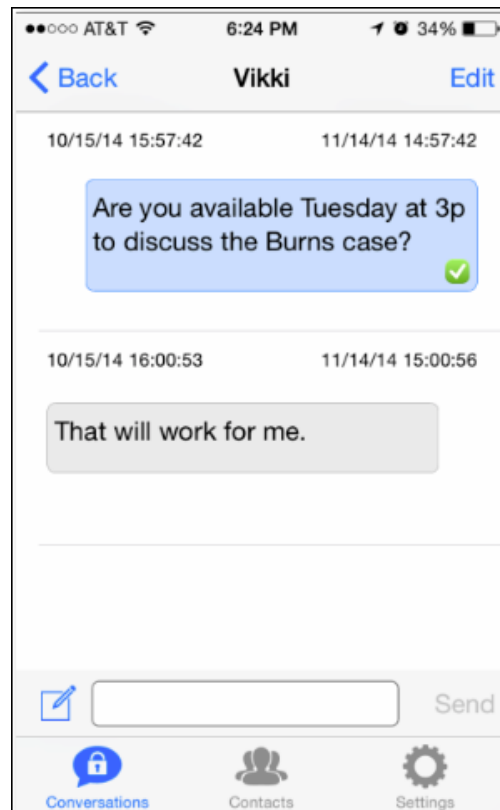 AT&T 6:24 PM 34%
Back Vikki Edit
10/15/14 15:57:42 11/14/14 14:57:42
Are you available Tuesday at 3p
to discuss the Burns case?
10/15/14 16:00:53 11/14/14 15:00:56
That will work for me.
Send
Conversations Contacts Settings